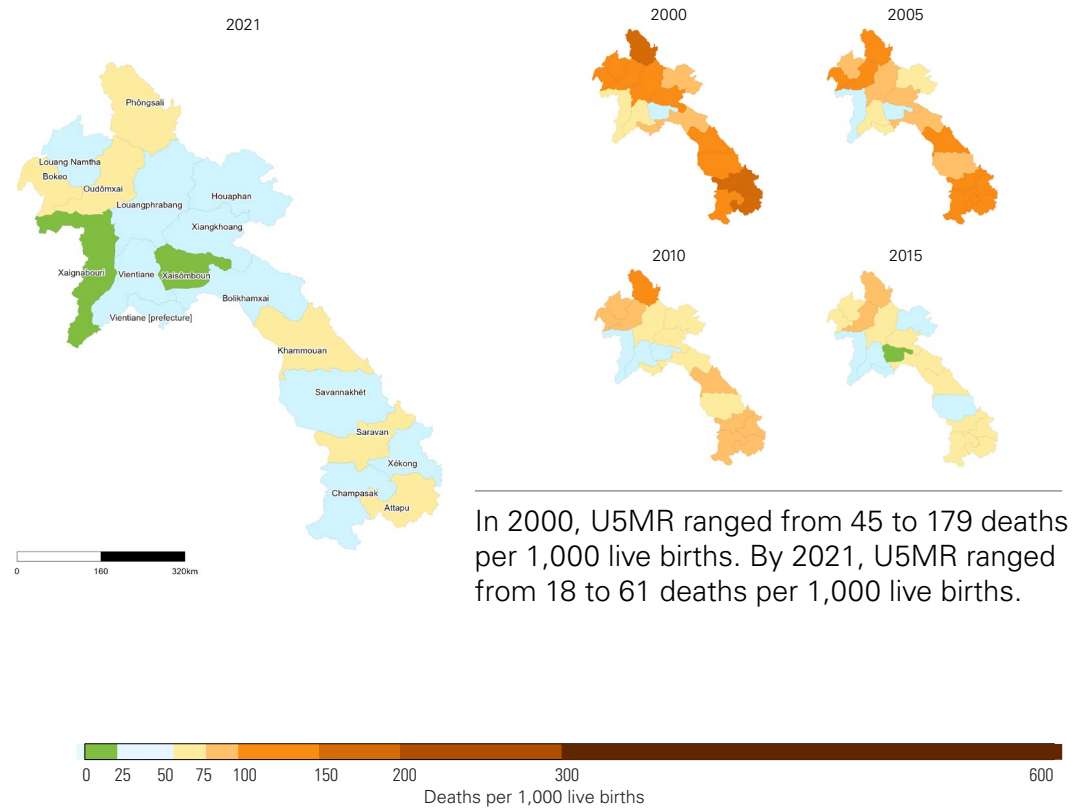 2021
2000
2005
Phôngsali
Louang Namtha
Bokeo
Oudômxai
Houaphan
Louangphrabang
Xiangkhoang
Xaignabouri
Vientiane
Xaisômboun
Bolikhamxai
Vientiane [prefecture]
2010
2015
Khammouan
Savannakhét
Saravan
Xékong
Champasak
Attapu
0 160 320km
In 2000, U5MR ranged from 45 to 179 deaths
per 1,000 live births. By 2021, U5MR ranged
from 18 to 61 deaths per 1,000 live births.
0 25 50 75 100 150 200 300 600
Deaths per 1,000 live births